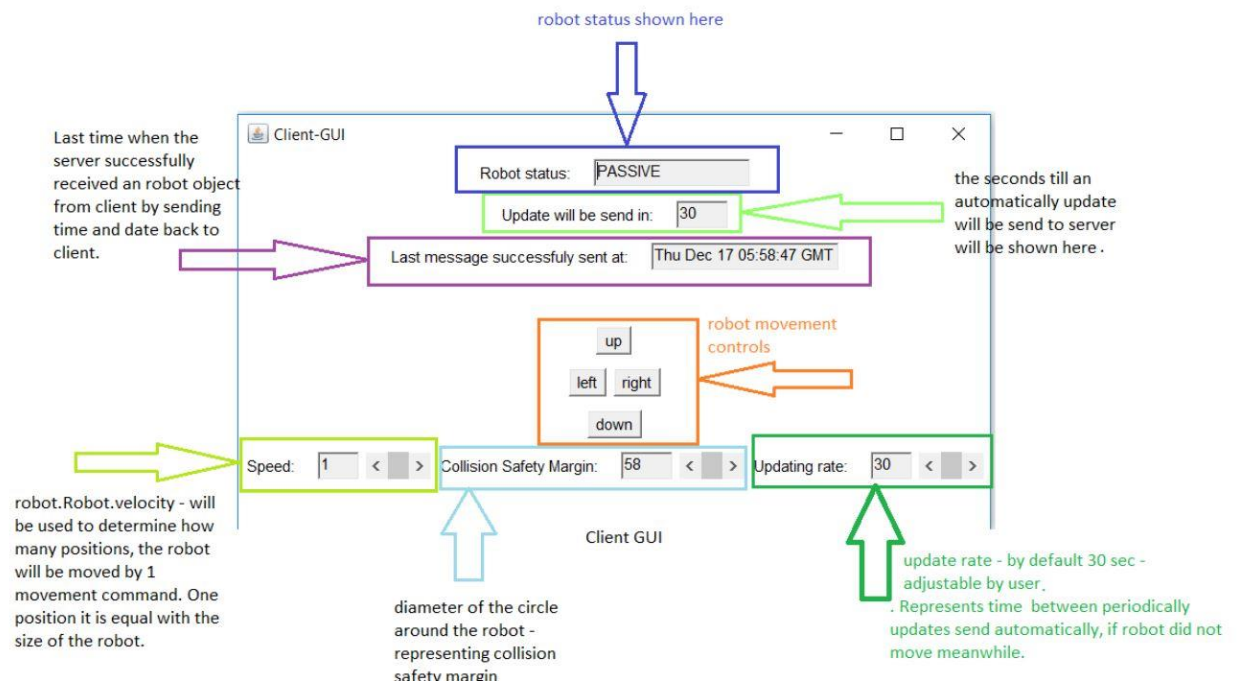 robot status shown here
Client-GUI
Last time when the
server successfully
received an robot object
from client by sending
time and date back to
client.
Robot status: PASSIVE
Update will be send in: 30
Last message successfuly sent at: Thu Dec 17 05:58:47 GMT
the seconds till an
automatically update
will be send to server
will be shown here .
robot movement
controls
up
left right
down
Speed: 1 < > Collision Safety Margin: 58 < > Updating rate: 30 < >
robot.Robot.velocity - will
be used to determine how
many positions, the robot
will be moved by 1
movement command. One
position it is equal with the
size of the robot.
Client GUI
diameter of the circle
around the robot -
representing collision
safety margin
update rate - by default 30 sec -
adjustable by user.
. Represents time between periodically
updates send automatically, if robot did not
move meanwhile.